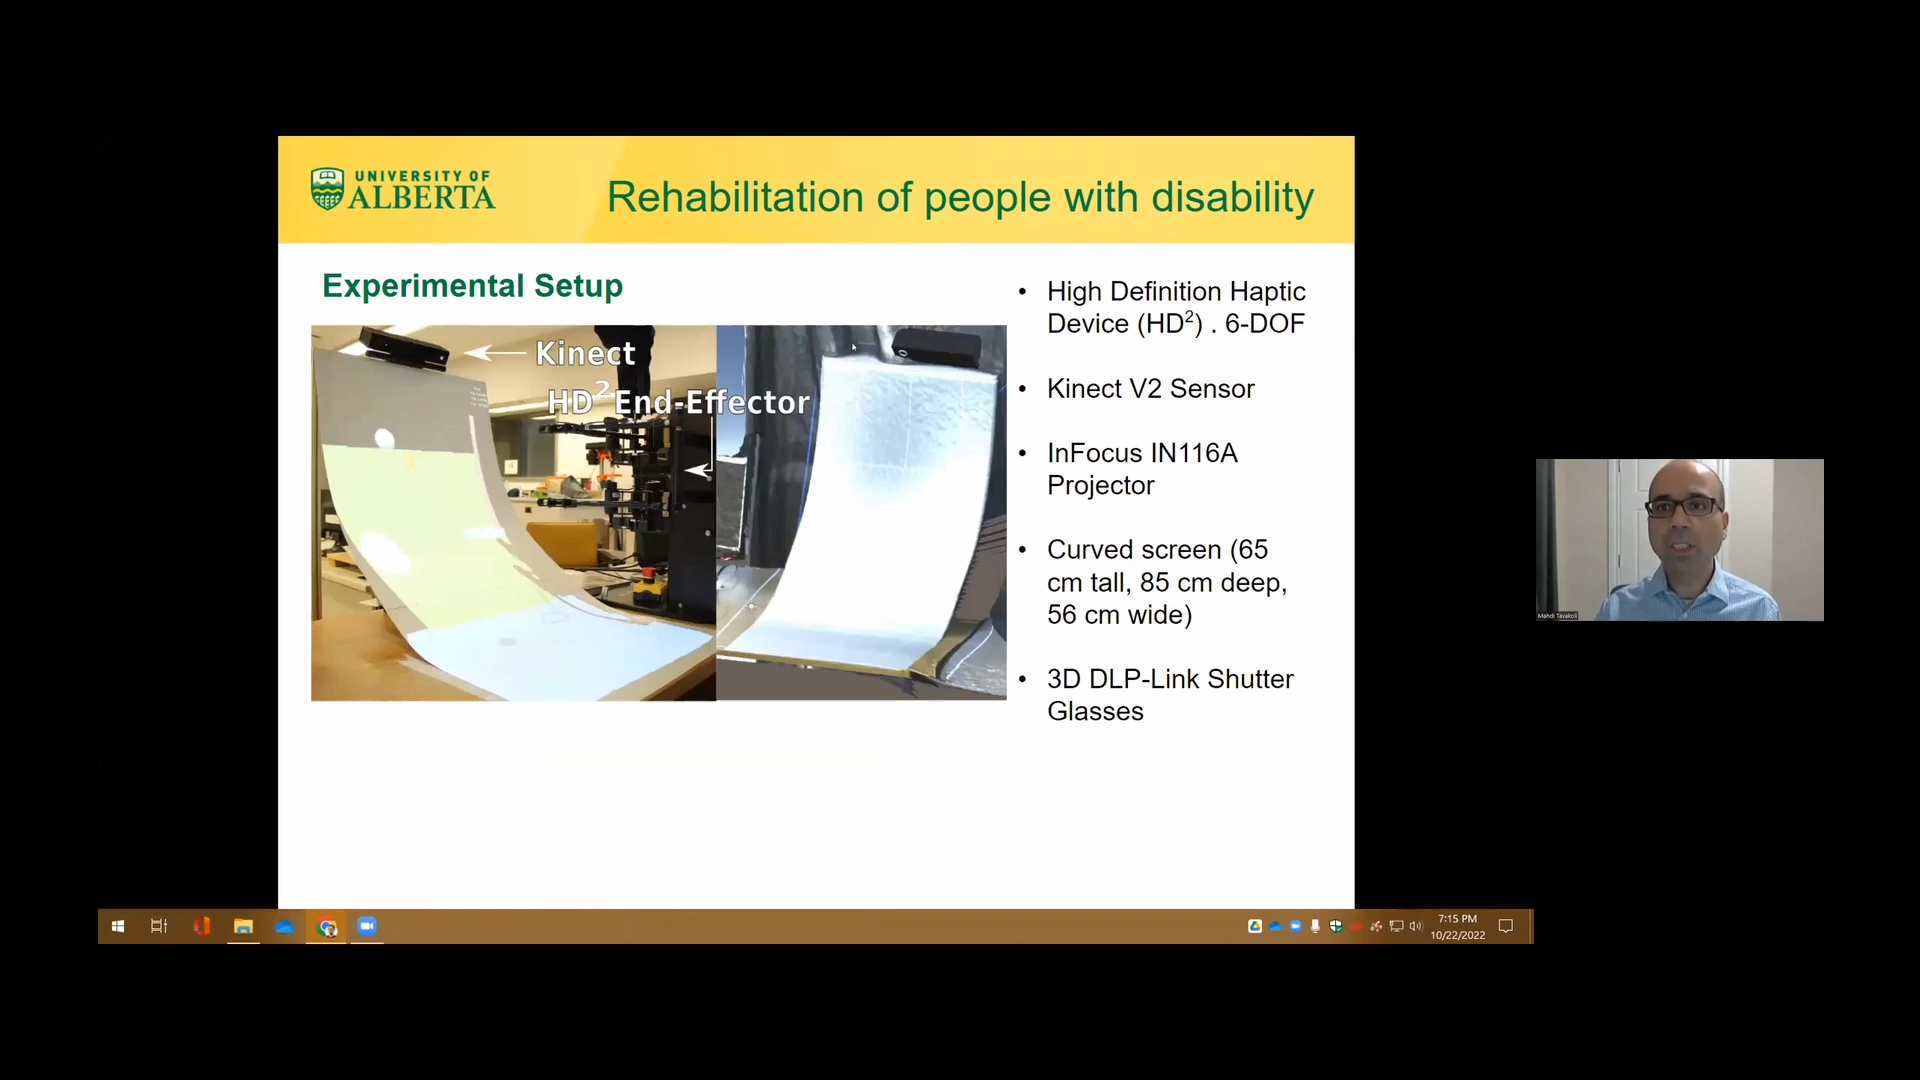 UNIVERSITY OF
ALBERTA
Rehabilitation of people with disability
Experimental Setup
Kinect
HD² End-Effector
• High Definition Haptic
Device (HD²) . 6-DOF
• Kinect V2 Sensor
• InFocus IN116A
Projector
• Curved screen (65
cm tall, 85 cm deep,
56 cm wide)
• 3D DLP-Link Shutter
Glasses
Mahdi Tavakoli
7:15 PM
10/22/2022